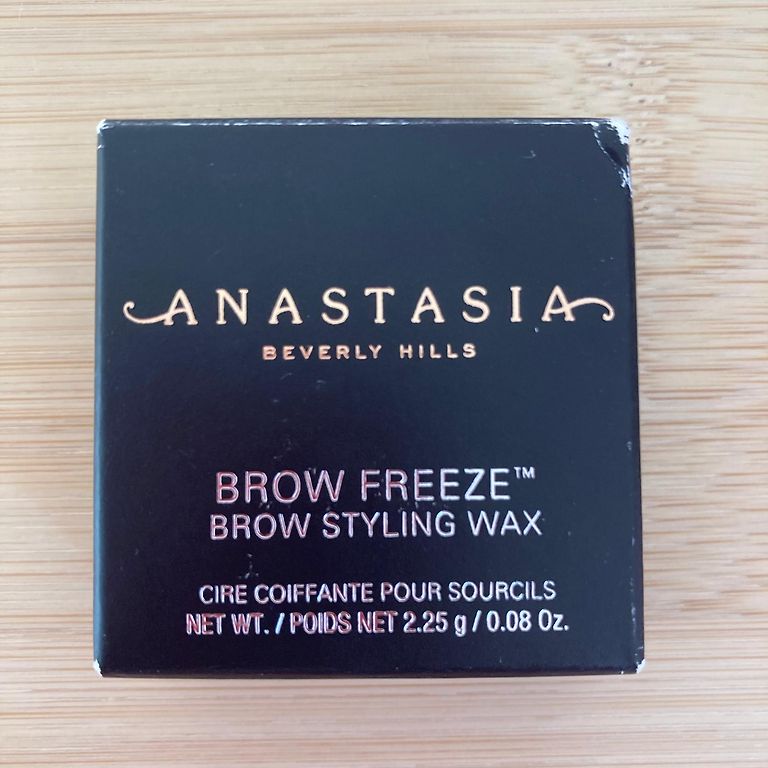 ANASTASIA
BEVERLY HILLS
BROW FREEZE™
BROW STYLING WAX
CIRE COIFFANTE POUR SOURCILS
NET WT. / POIDS NET 2.25 g / 0.08 Oz.